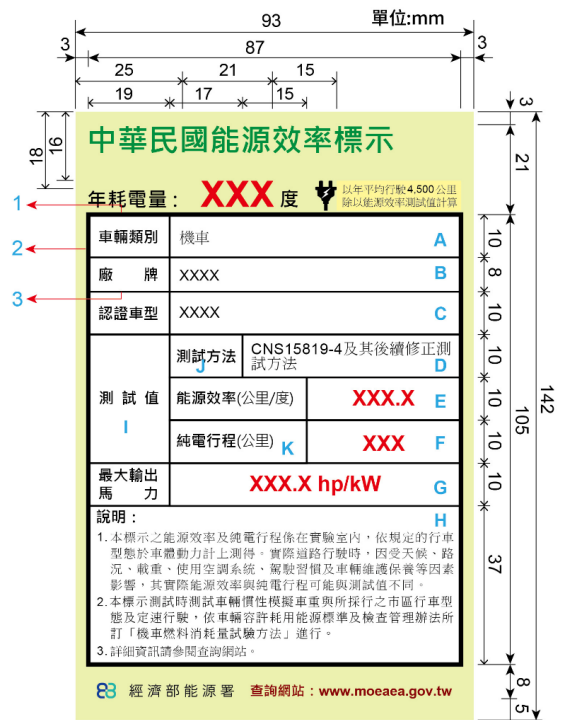 單位:mm
93
3 87 3
25 21 15
19 17 15
3
18 16 21
中華民國能源效率標示
年耗電量： XXX 度 以年平均行駛4,500公里
除以能源效率測試值計算
1
2
3
車輛類別 機車 A
廠 牌 XXXX B
認證車型 XXXX C
測試值 I
測試方法 J CNS15819-4及其後續修正測
試方法 D
能源效率(公里/度) XXX.X E
純電行程(公里) K XXX F
最大輸出
馬 力 XXX.X hp/kW G
說明： H
1.本標示之能源效率及純電行程係在實驗室內，依規定的行車
型態於車體動力計上測得。實際道路行駛時，因受天候、路
況、載重、使用空調系統、駕駛習慣及車輛維護保養等因素
影響，其實際能源效率與純電行程可能與測試值不同。
2.本標示測試時測試車輛慣性模擬車重與所採行之市區行車型
態及定速行駛，依車輛容許耗用能源標準及檢查管理辦法所
訂「機車燃料消耗量試驗方法」進行。
3.詳細資訊請參閱查詢網站。
經濟部能源署 查詢網站：www.moeaea.gov.tw
10
8
10
10
10
10
10
37
105
142
8
5